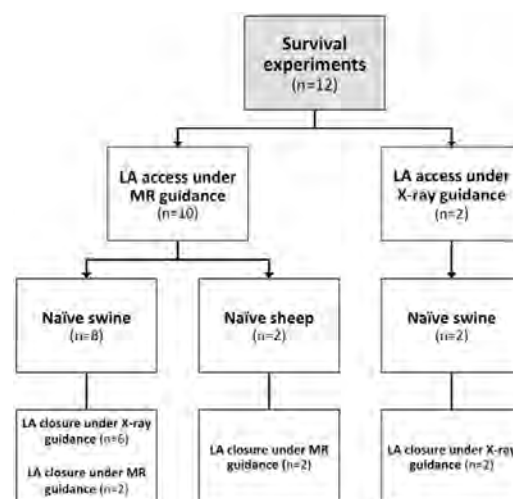 Survival
experiments
(n=12)
LA access under
MR guidance
(n=10)
LA access under
X-ray guidance
(n=2)
Naïve swine
(n=8)
Naïve sheep
(n=2)
Naïve swine
(n=2)
LA closure under X-ray
guidance (n=6)
LA closure under MR
guidance (n=2)
LA closure under MR
guidance (n=2)
LA closure under X-ray
guidance (n=2)